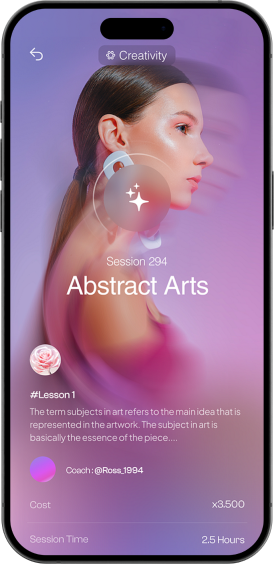 Creativity
Session 294
Abstract Arts
#Lesson 1
The term subjects in art refers to the main idea that is
represented in the artwork. The subject in art is
basically the essence of the piece....
Coach : @Ross_1994
Cost x3.500
Session Time 2.5 Hours